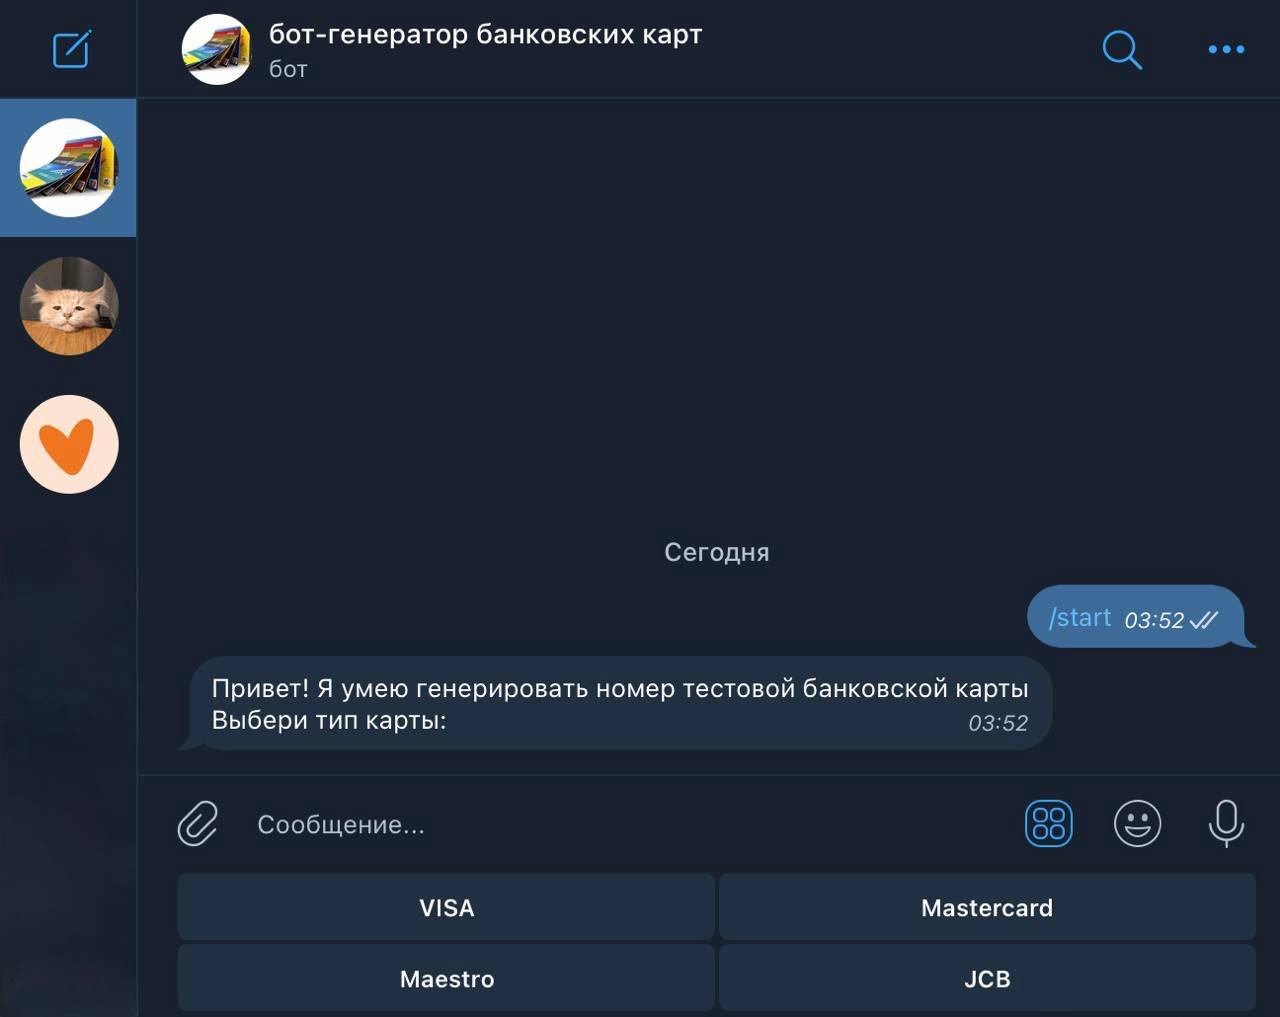 бот-генератор банковских карт
бот
Сегодня
/start 03:52
Привет! Я умею генерировать номер тестовой банковской карты
Выбери тип карты:
03:52
Сообщение...
VISA
Mastercard
Maestro
JCB